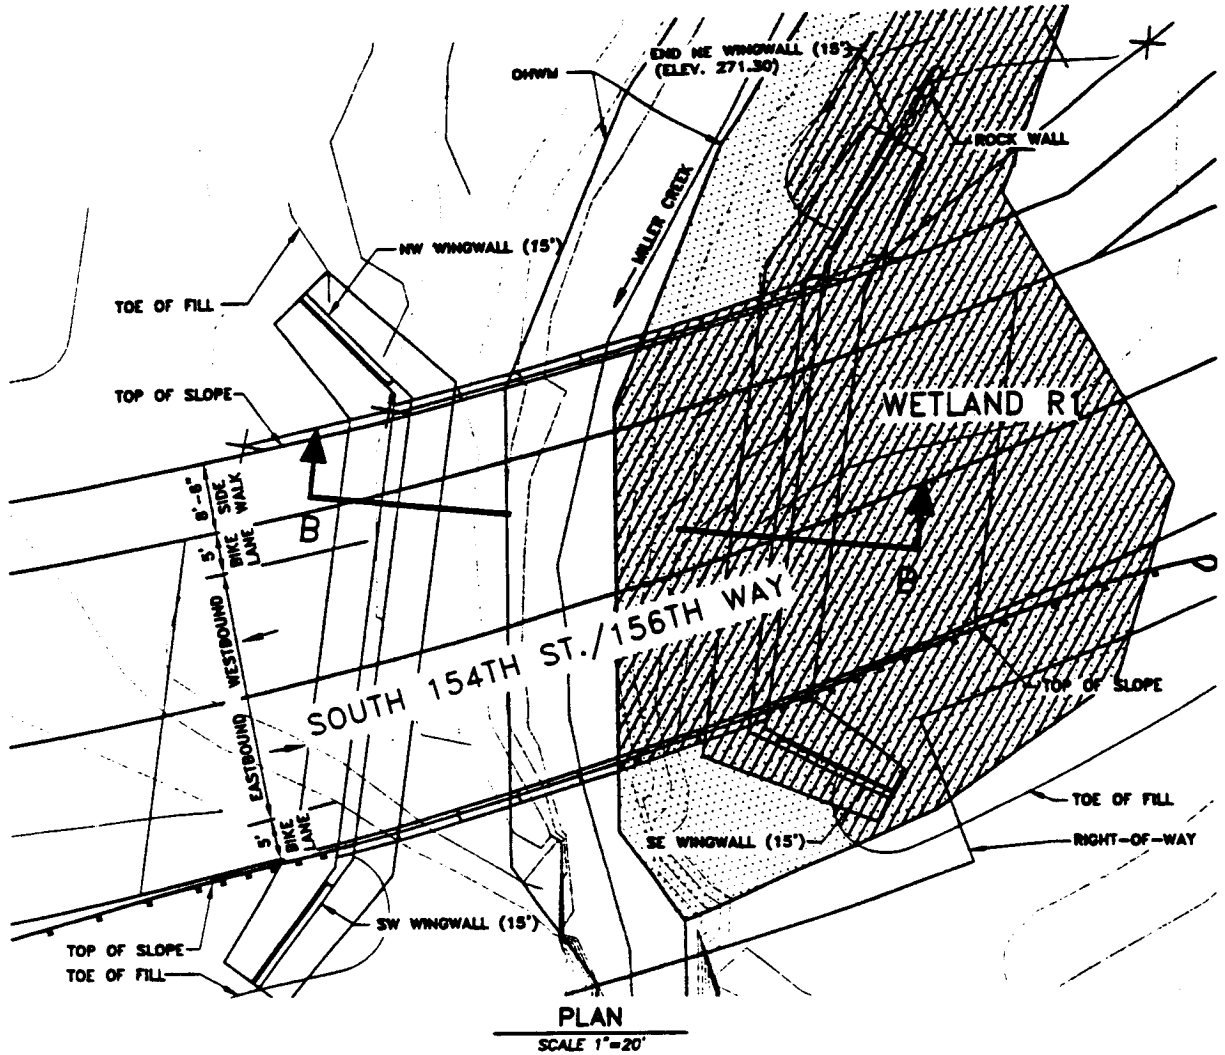 END NE WINGWALL (15')
(ELEV. 271.30)
OHWM
ROCK WALL
MILLER CREEK
NW WINGWALL (15')
TOE OF FILL
TOP OF SLOPE
WETLAND R1
8'-6"
SIDE
WALK
5'
BIKE
LANE
B
B
WESTBOUND
SOUTH 154TH ST./156TH WAY
EASTBOUND
TOP OF SLOPE
5'
BIKE
LANE
TOE OF FILL
SE WINGWALL (15')
RIGHT-OF-WAY
SW WINGWALL (15')
TOP OF SLOPE
TOE OF FILL
PLAN
SCALE 1"=20'